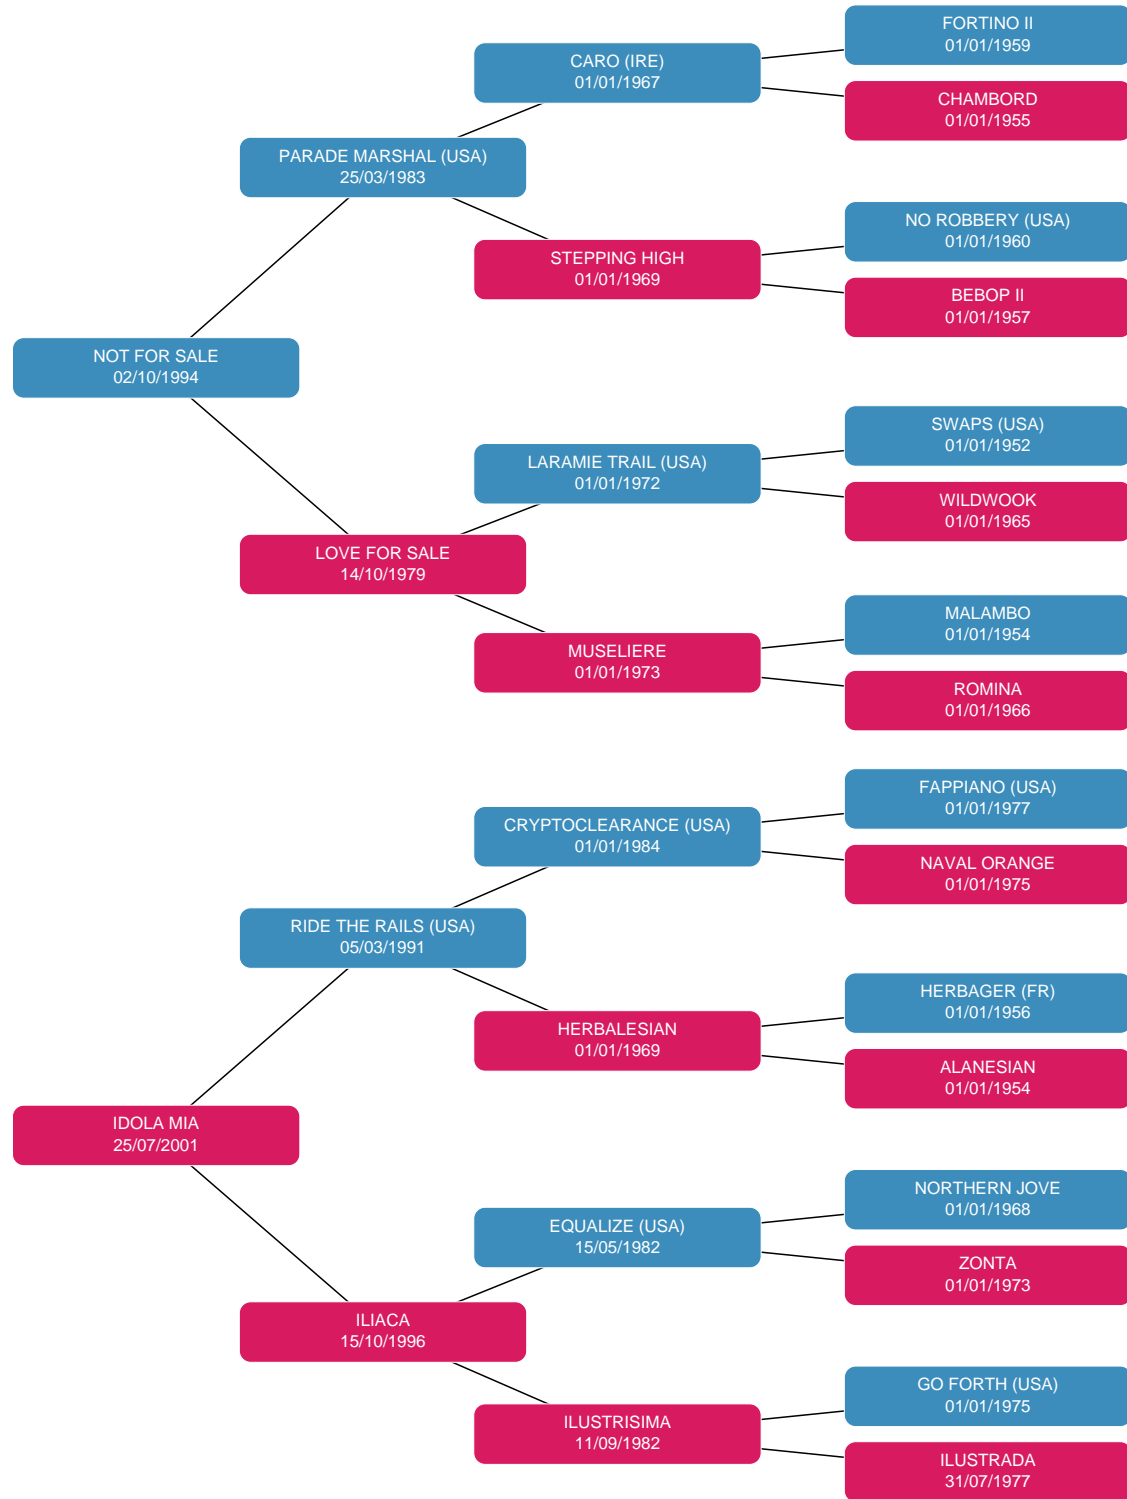 FORTINO II
01/01/1959
CARO (IRE)
01/01/1967
CHAMBORD
01/01/1955
PARADE MARSHAL (USA)
25/03/1983
NO ROBBERY (USA)
01/01/1960
STEPPING HIGH
01/01/1969
BEBOP II
01/01/1957
NOT FOR SALE
02/10/1994
SWAPS (USA)
01/01/1952
LARAMIE TRAIL (USA)
01/01/1972
WILDWOOK
01/01/1965
LOVE FOR SALE
14/10/1979
MALAMBO
01/01/1954
MUSELIERE
01/01/1973
ROMINA
01/01/1966
FAPPIANO (USA)
01/01/1977
CRYPTOCLEARANCE (USA)
01/01/1984
NAVAL ORANGE
01/01/1975
RIDE THE RAILS (USA)
05/03/1991
HERBAGER (FR)
01/01/1956
HERBALESIAN
01/01/1969
ALANESIAN
01/01/1954
IDOLA MIA
25/07/2001
NORTHERN JOVE
01/01/1968
EQUALIZE (USA)
15/05/1982
ZONTA
01/01/1973
ILIACA
15/10/1996
GO FORTH (USA)
01/01/1975
ILUSTRISIMA
11/09/1982
ILUSTRADA
31/07/1977